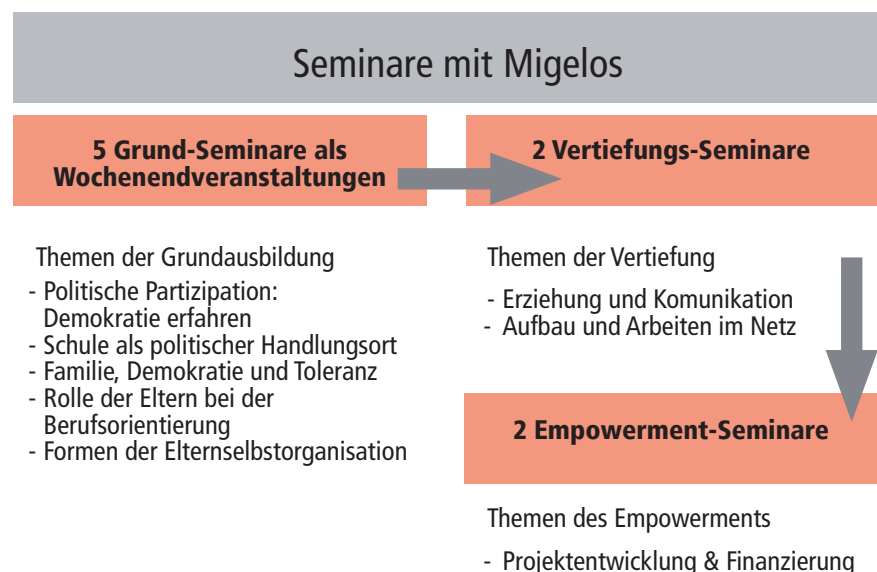 Seminare mit Migelos
5 Grund-Seminare als
Wochenendveranstaltungen
Themen der Grundausbildung
- Politische Partizipation:
Demokratie erfahren
- Schule als politischer Handlungsort
- Familie, Demokratie und Toleranz
- Rolle der Eltern bei der
Berufsorientierung
- Formen der Elternselbstorganisation
2 Vertiefungs-Seminare
Themen der Vertiefung
- Erziehung und Komunikation
- Aufbau und Arbeiten im Netz
2 Empowerment-Seminare
Themen des Empowerments
- Projektentwicklung & Finanzierung